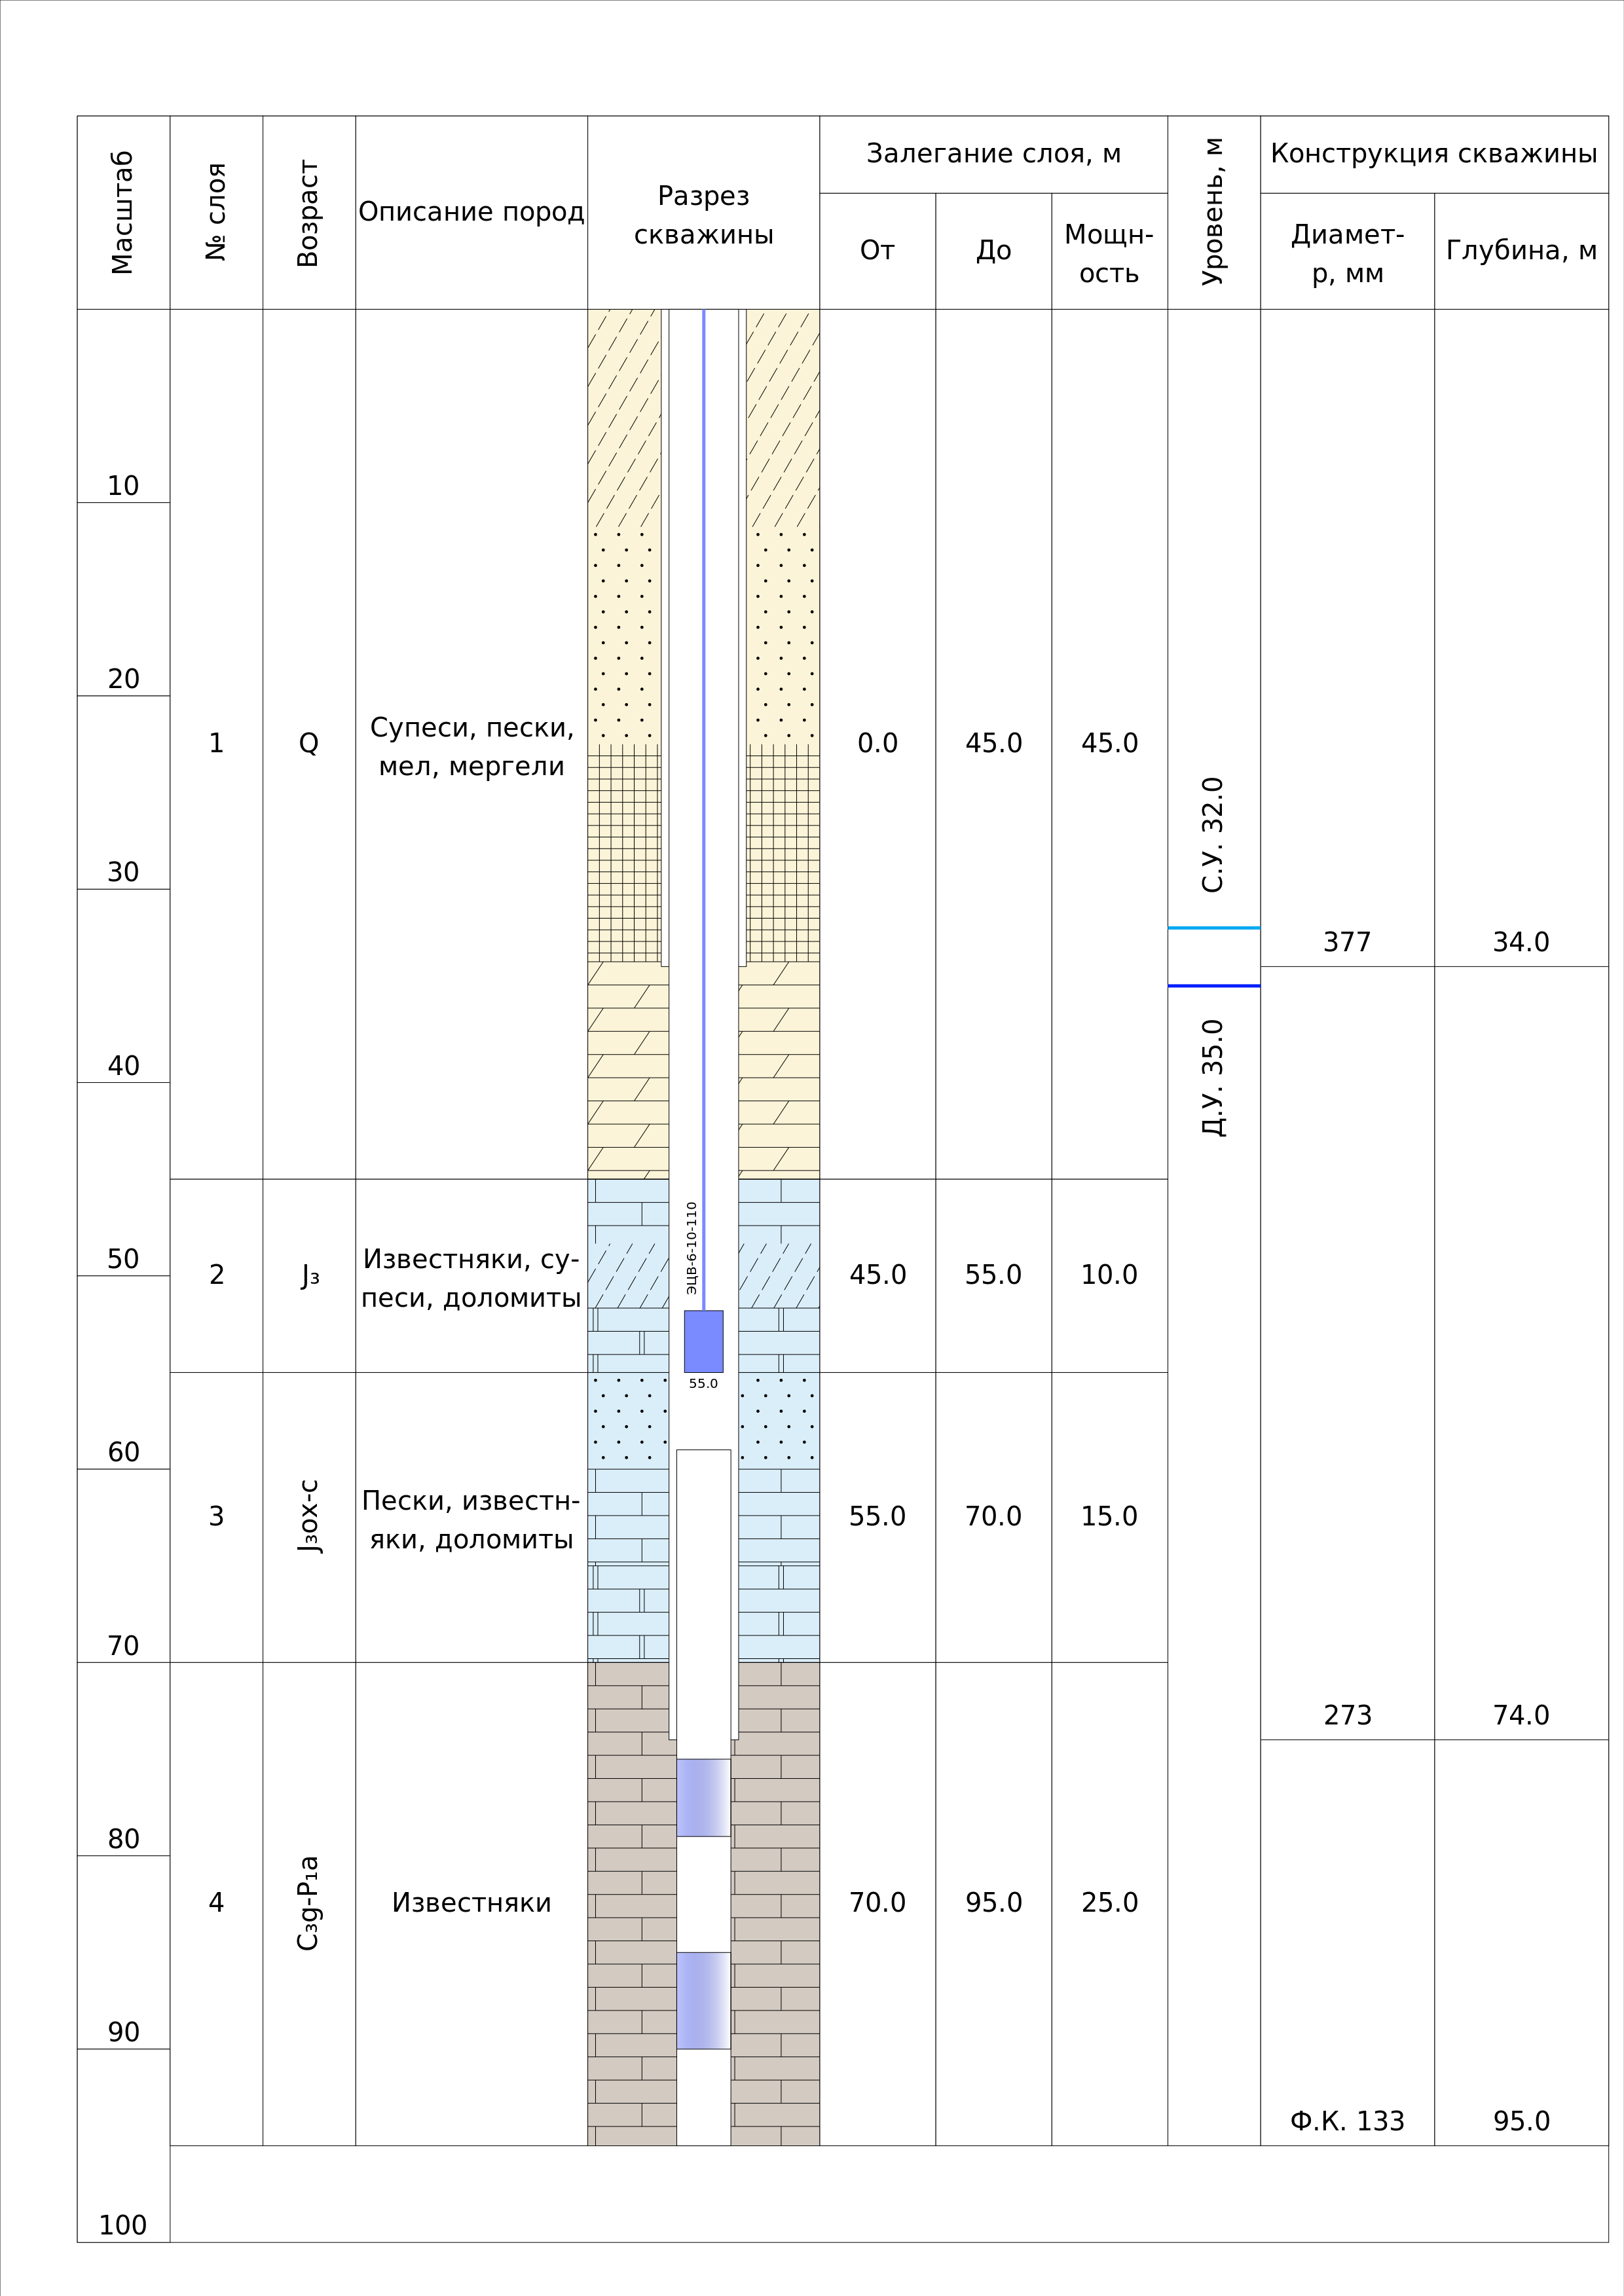 Масштаб
№ слоя
Возраст
Описание пород
Разрез
скважины
Залегание слоя, м
От
До
Мощн-
ость
Уровень, м
Конструкция скважины
Диамет-
р, мм
Глубина, м
10
20
30
40
50
60
70
80
90
100
1
Q
Супеси, пески,
мел, мергели
0.0
45.0
45.0
2
J₃
Известняки, су-
песи, доломиты
45.0
55.0
10.0
3
J₃ox-c
Пески, известн-
яки, доломиты
55.0
70.0
15.0
4
C₃g-P₁a
Известняки
70.0
95.0
25.0
ЭЦВ-6-10-110
55.0
С.У. 32.0
Д.У. 35.0
377
34.0
273
74.0
Ф.К. 133
95.0